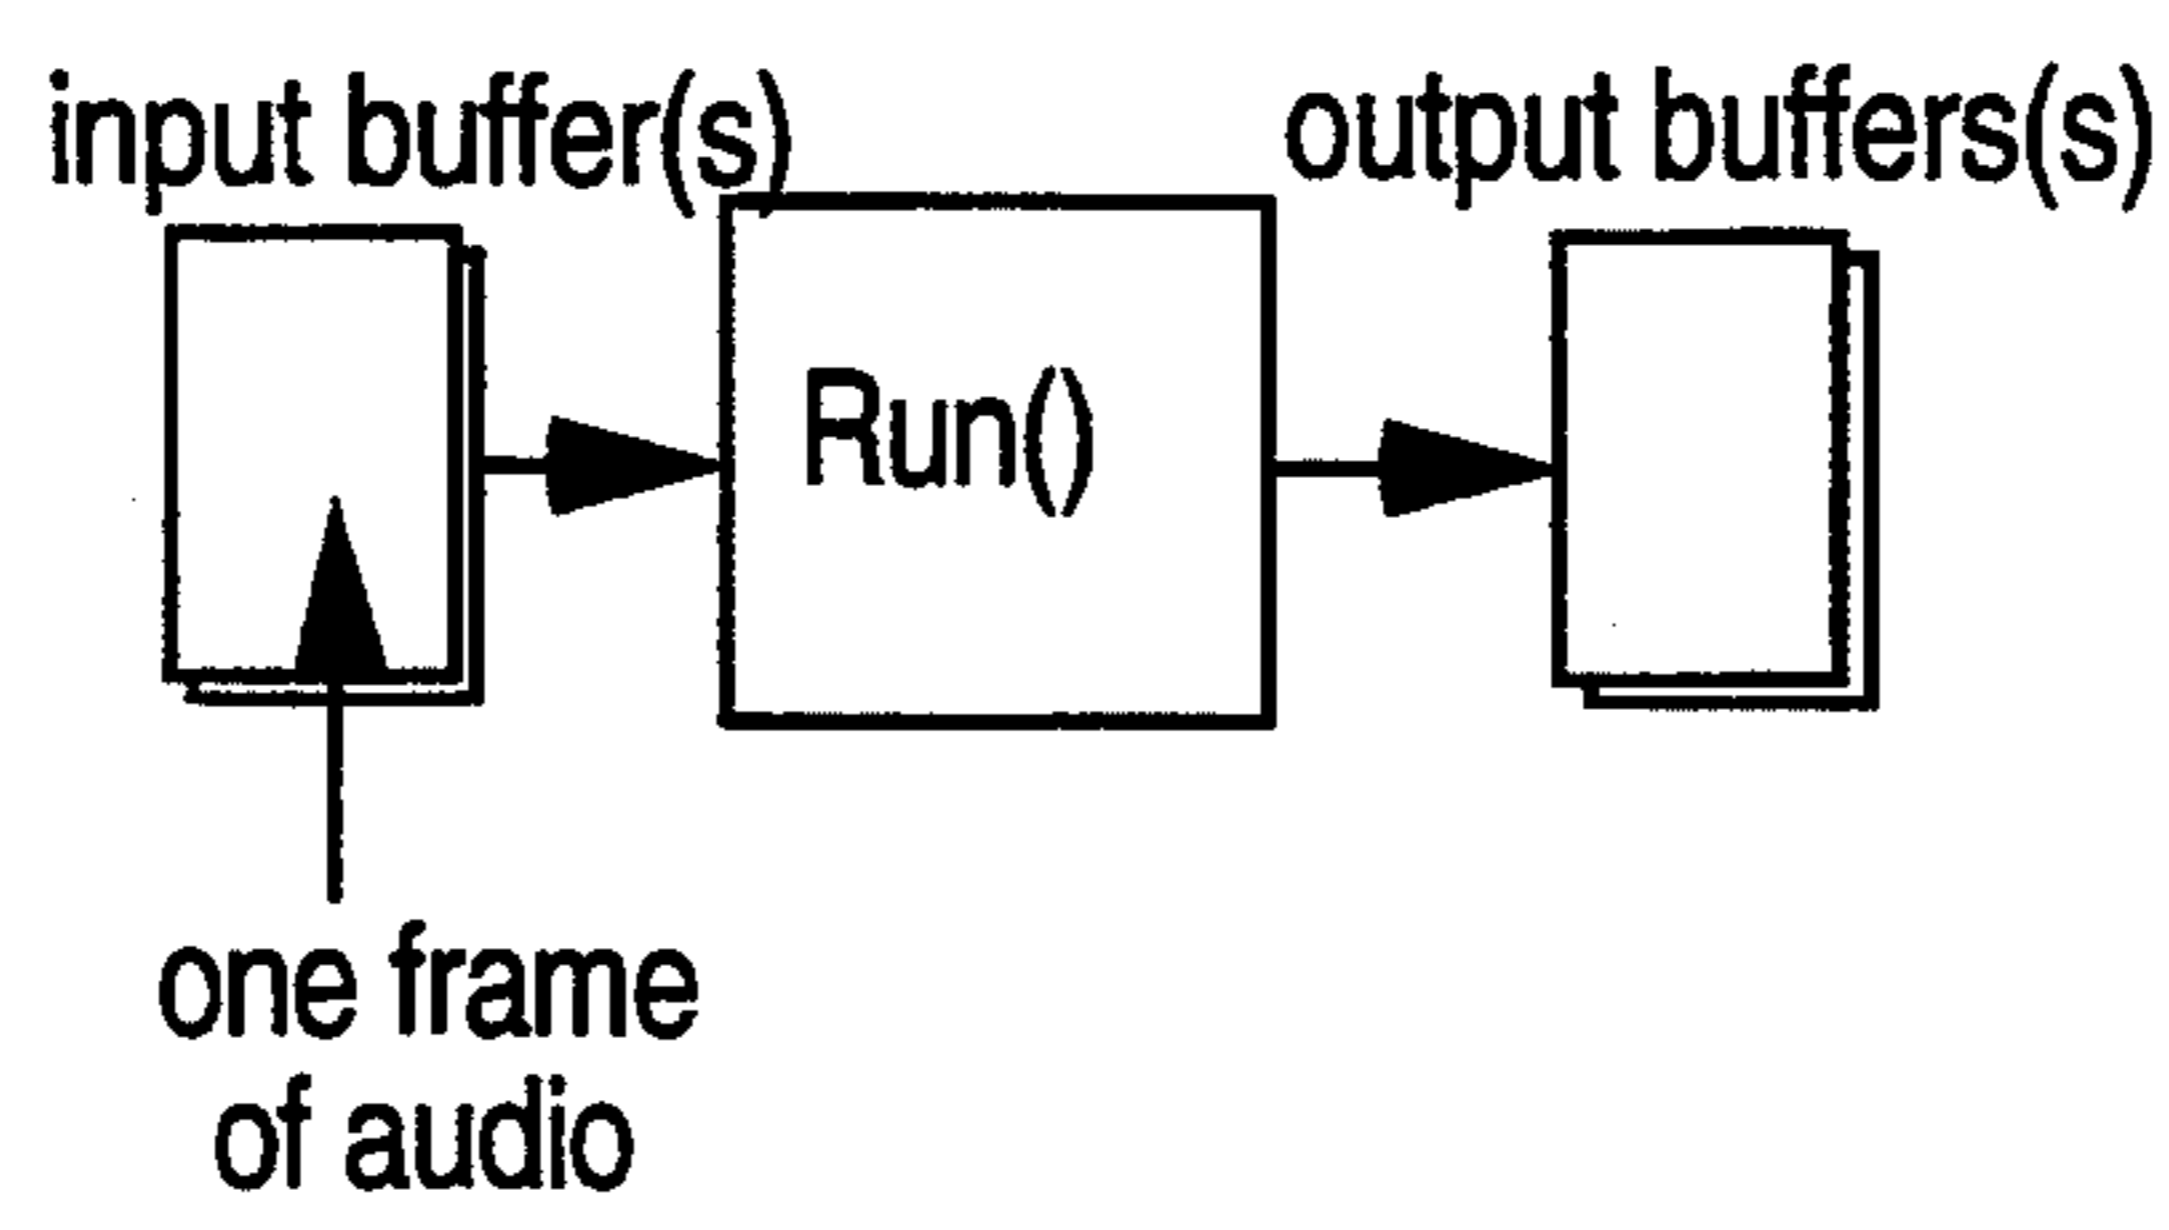 input buffer(s)
output buffers(s)
Run()
one frame
of audio